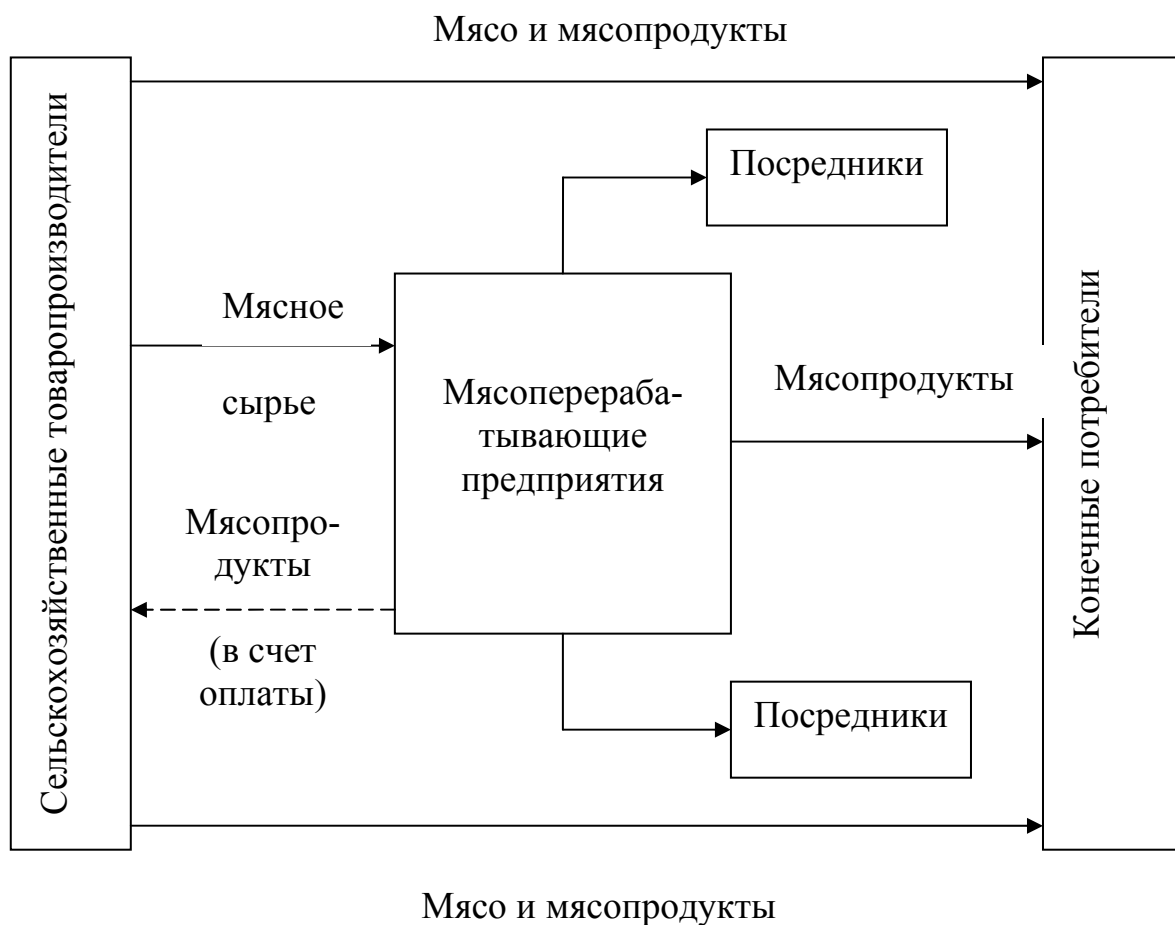 Мясо и мясопродукты
Сельскохозяйственные товаропроизводители
Посредники
Мясное
сырье
Мясоперераба-
тывающие
предприятия
Мясопродукты
Конечные потребители
Мясопро-
дукты
(в счет
оплаты)
Посредники
Мясо и мясопродукты